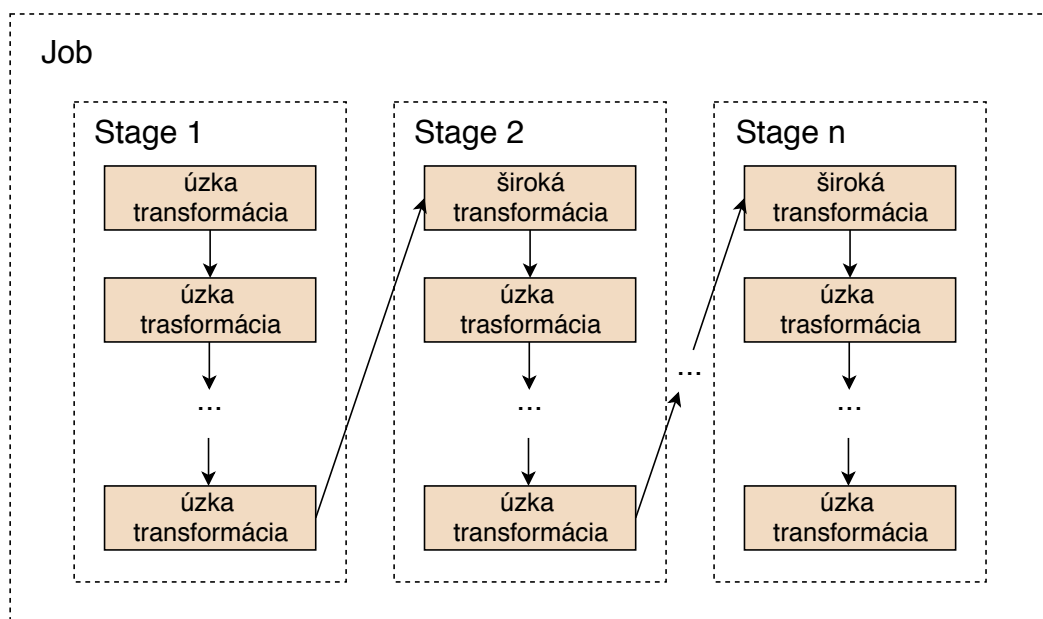 Job
Stage 1
úzka
transformácia
úzka
trasformácia
...
úzka
transformácia
Stage 2
široká
transformácia
úzka
trasformácia
...
úzka
transformácia
...
Stage n
široká
transformácia
úzka
trasformácia
...
úzka
transformácia